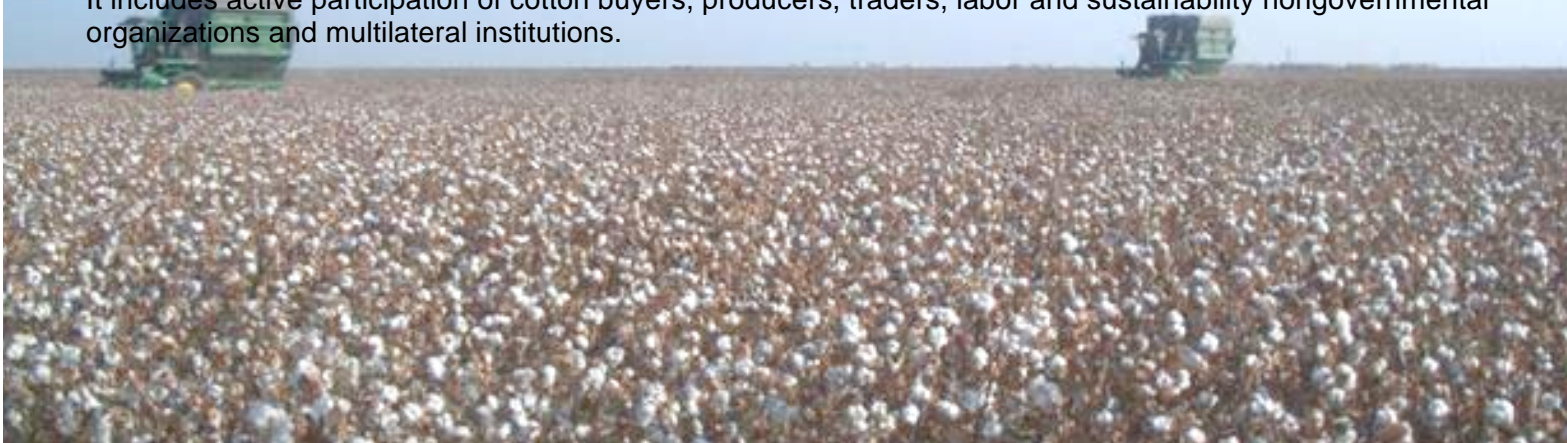 It includes active participation of cotton buyers, producers, traders, labor and sustainability nongovernmental
organizations and multilateral institutions.